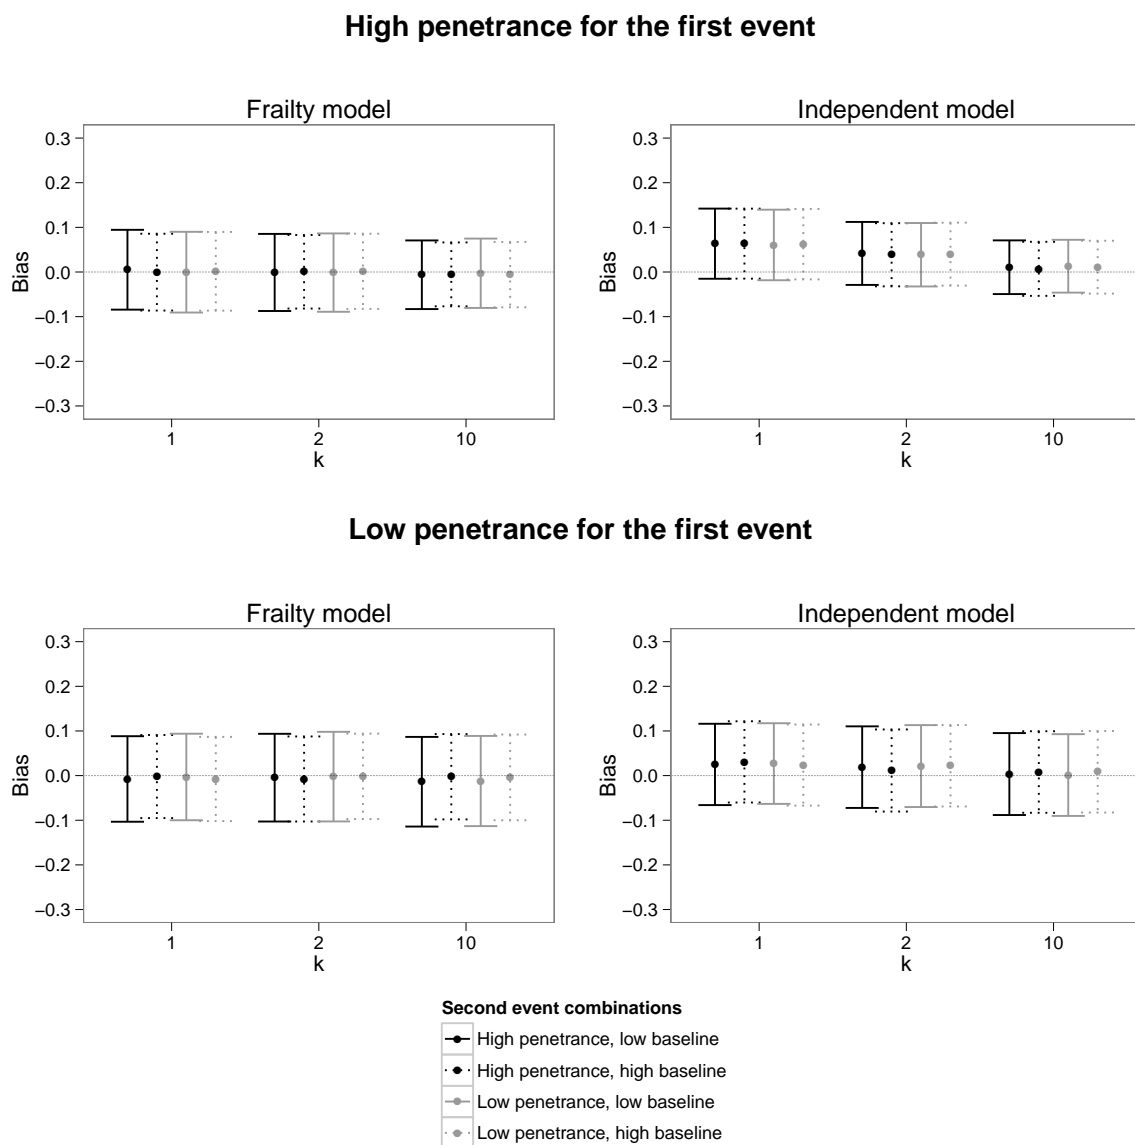 High penetrance for the first event
Frailty model
Independent model
0.3
0.2
0.1
0.0
−0.1
−0.2
−0.3
Bias
1
2
10
k
0.3
0.2
0.1
0.0
−0.1
−0.2
−0.3
Bias
1
2
10
k
Low penetrance for the first event
Frailty model
Independent model
0.3
0.2
0.1
0.0
−0.1
−0.2
−0.3
Bias
1
2
10
k
0.3
0.2
0.1
0.0
−0.1
−0.2
−0.3
Bias
1
2
10
k
Second event combinations
High penetrance, low baseline
High penetrance, high baseline
Low penetrance, low baseline
Low penetrance, high baseline